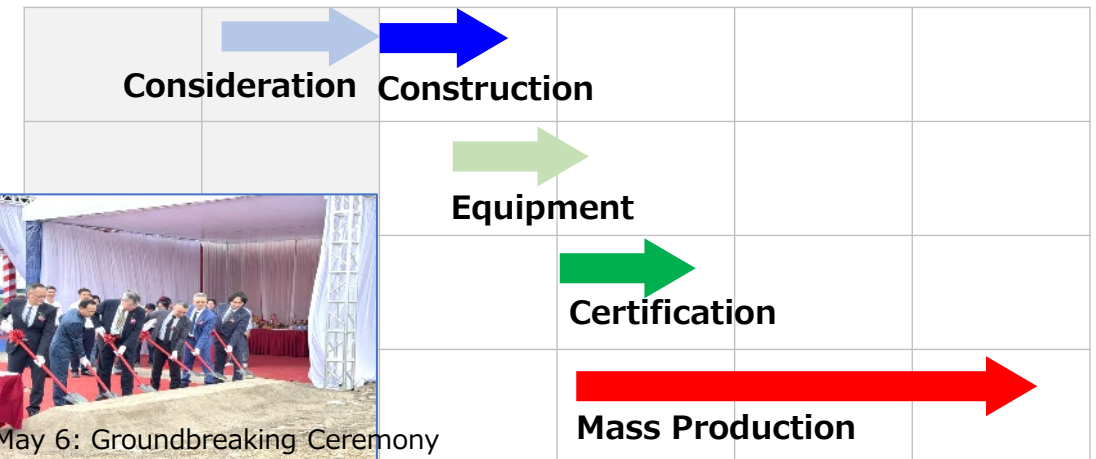 Consideration
Construction
Equipment
Certification
Mass Production
May 6: Groundbreaking Ceremony